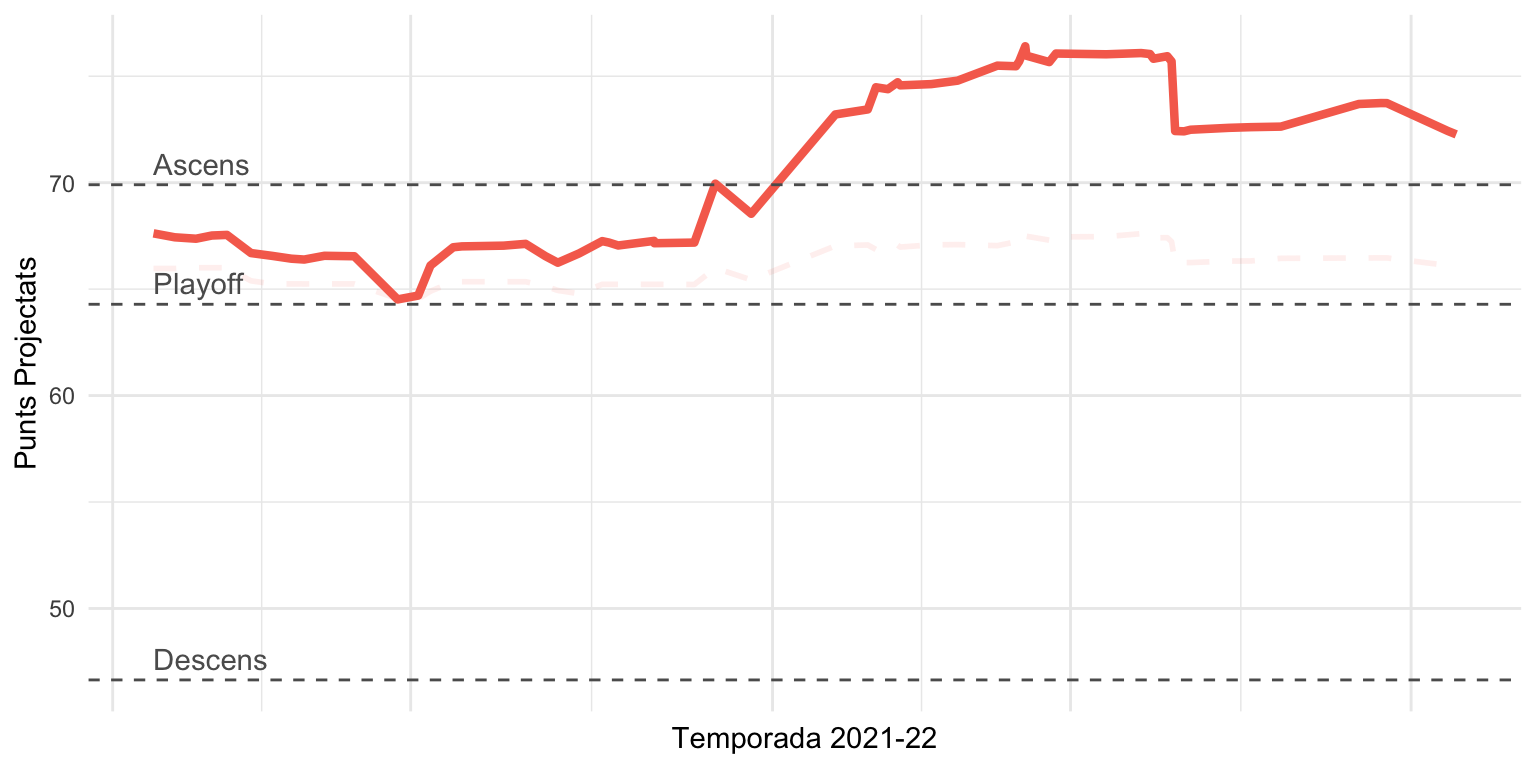 Ascens
70
Playoff
60
50
Descens
Punts Projectats
Temporada 2021-22